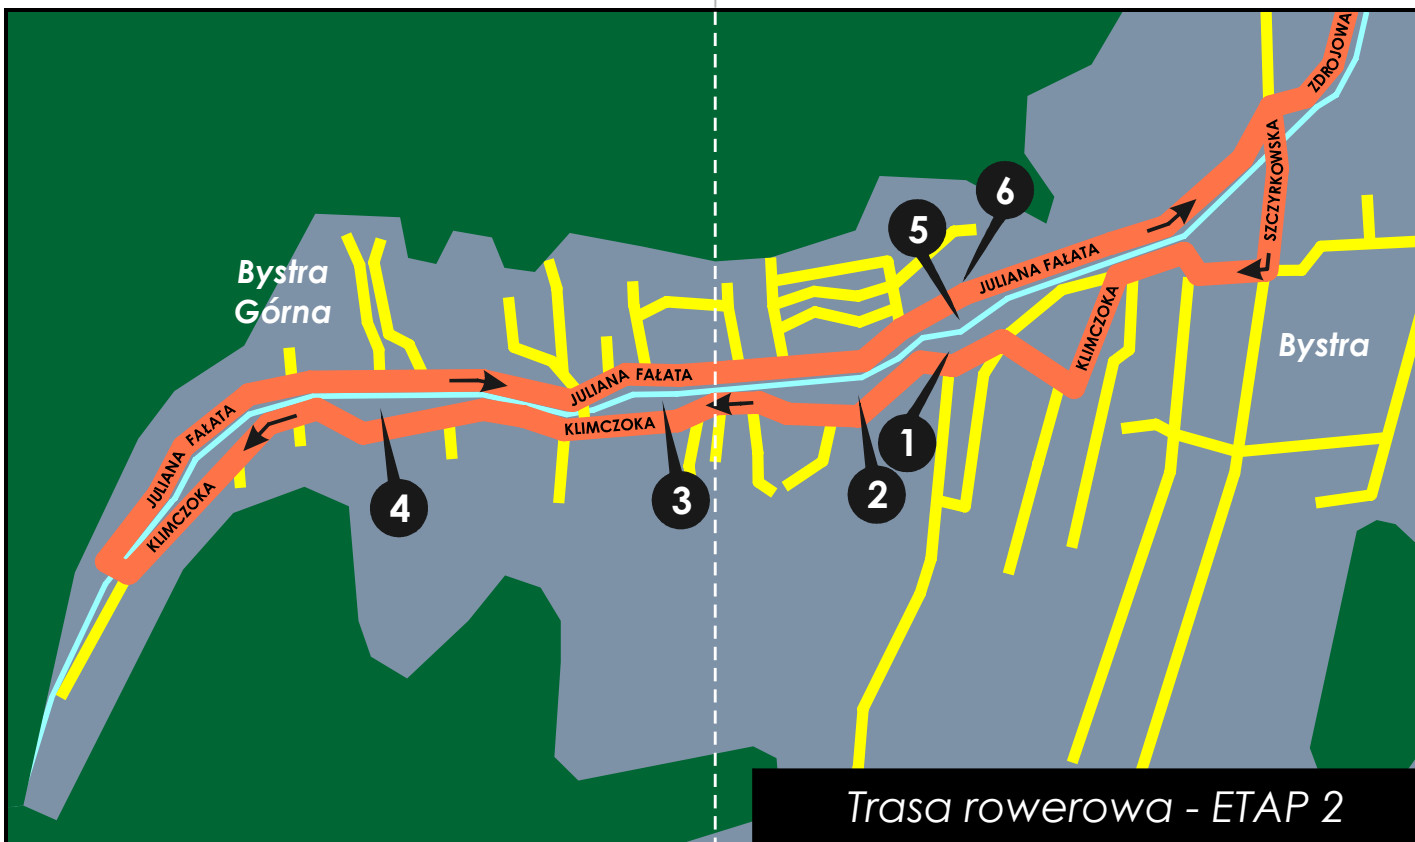 ZDROJOWA
SZCZYRKOWSKA
6
5
JULIANA FAŁATA
Bystra
Górna
KLIMCZOKA
Bystra
JULIANA FAŁATA
KLIMCZOKA
JULIANA FAŁATA
KLIMCZOKA
1
2
3
4
Trasa rowerowa - ETAP 2